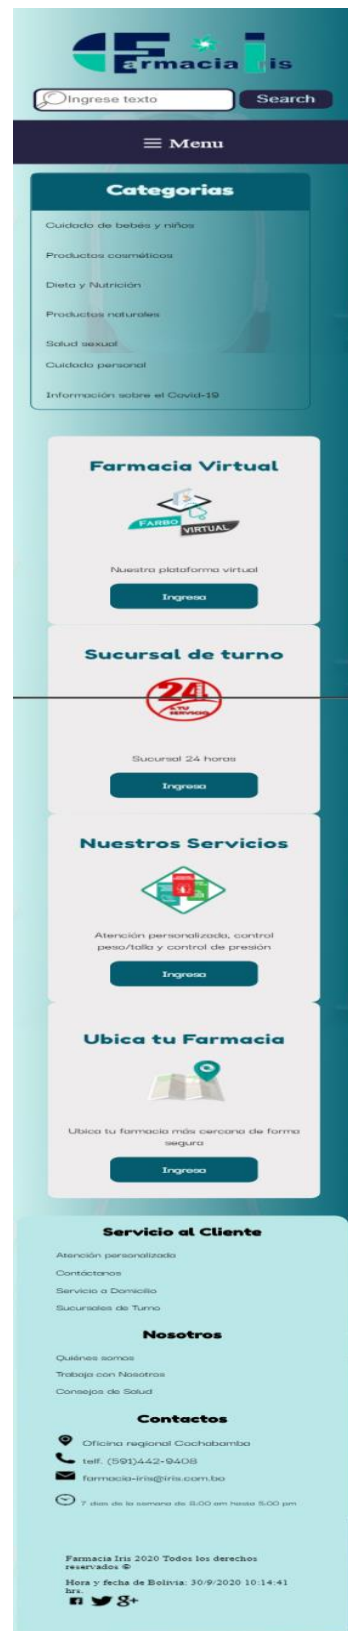 Farmacia Iris
Ingrese texto
Search
Menu
Categorias
Cuidado de bebés y niños
Productos cosméticos
Dieta y Nutrición
Productos naturales
Salud sexual
Cuidado personal
Información sobre el Covid-19
Farmacia Virtual
FARBO
VIRTUAL
Nuestra plataforma virtual
Ingresa
Sucursal de turno
24
A TU
SERVICIO
Sucursal 24 horas
Ingresa
Nuestros Servicios
Atención personalizada, control
peso/talla y control de presión
Ingresa
Ubica tu Farmacia
Ubica tu farmacia más cercana de forma
segura
Ingresa
Servicio al Cliente
Atención personalizada
Contáctanos
Servicio a Domicilio
Sucursales de Turno
Nosotros
Quiénes somos
Trabaja con Nosotros
Consejos de Salud
Contactos
Oficina regional Cochabamba
telf. (591)442-9408
farmacia-iris@iris.com.bo
7 dias de la semana de 8:00 am hasta 5:00 pm
Farmacia Iris 2020 Todos los derechos
reservados ©
Hora y fecha de Bolivia: 30/9/2020 10:14:41
hrs.